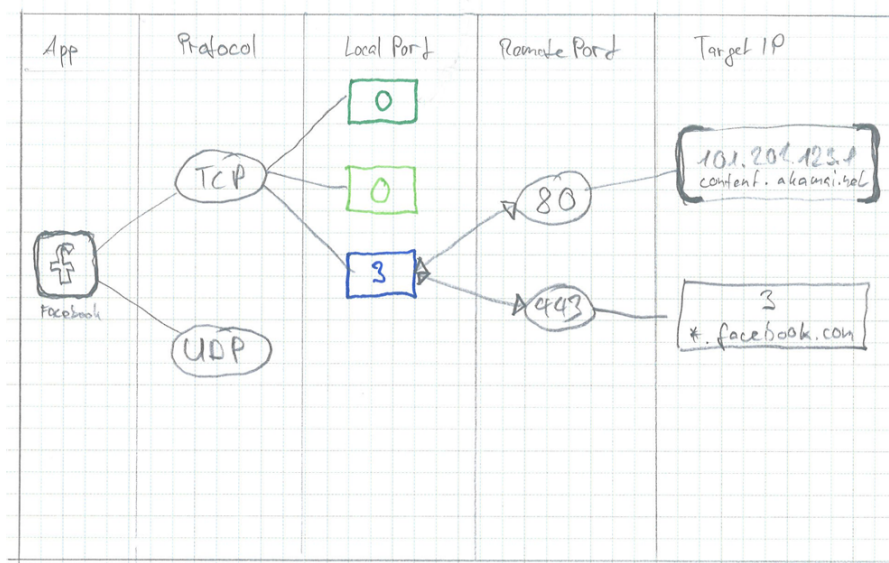 App
Protocol
Local Port
Remote Port
Target IP
0
TCP
101.201.123.1
content.akamai.net
0
80
f
3
Facebook
443
3
*.facebook.com
UDP